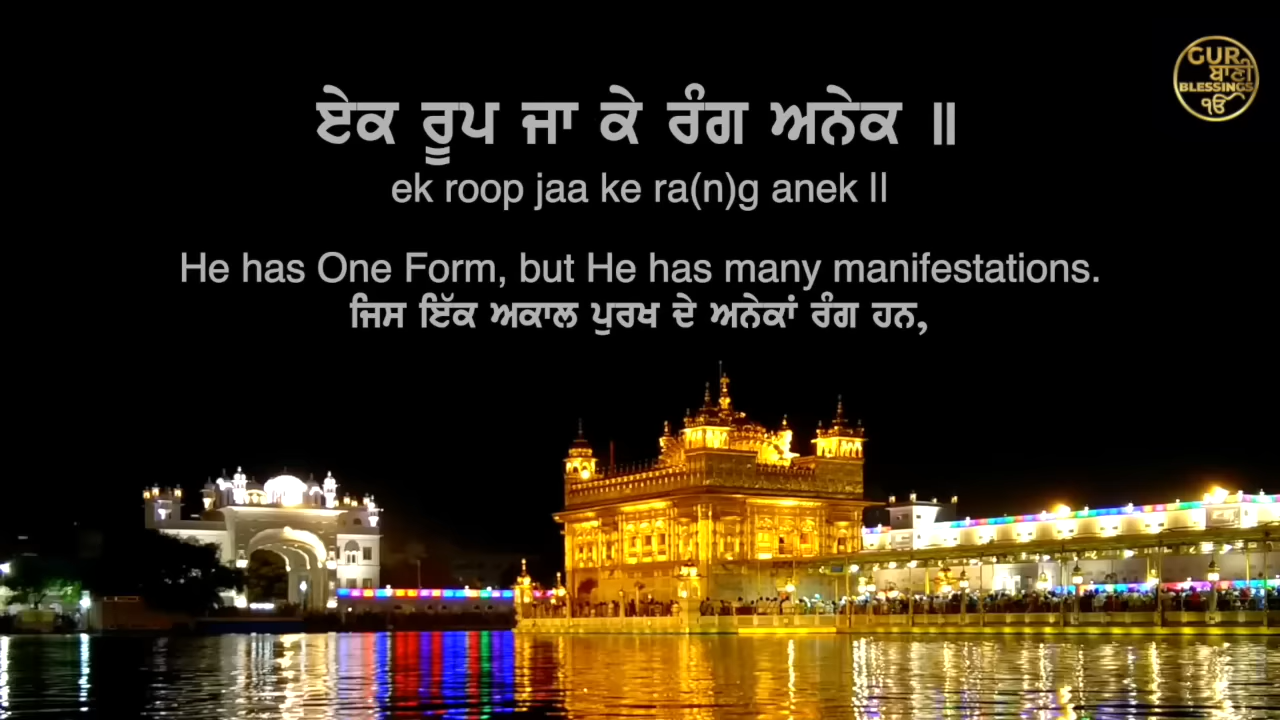 GUR
ਬਾਣੀ
BLESSINGS
ੴ
ਏਕ ਰੂਪ ਜਾ ਕੇ ਰੰਗ ਅਨੇਕ ॥
ek roop jaa ke ra(n)g anek ll
He has One Form, but He has many manifestations.
ਜਿਸ ਇੱਕ ਅਕਾਲ ਪੁਰਖ ਦੇ ਅਨੇਕਾਂ ਰੰਗ ਹਨ,